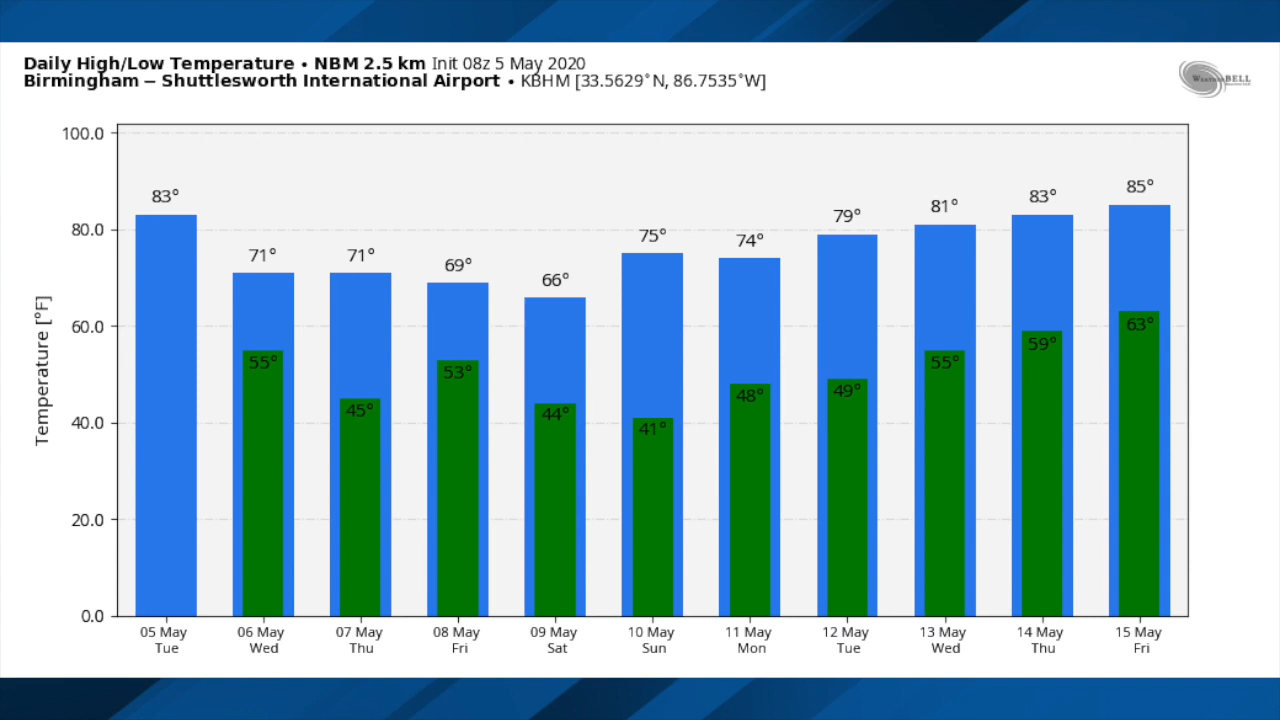 Daily High/Low Temperature • NBM 2.5 km Init 08z 5 May 2020
Birmingham – Shuttlesworth International Airport • KBHM [33.5629°N, 86.7535°W]
WeatherBELL
100.0
80.0
60.0
40.0
20.0
0.0
Temperature [°F]
83°
71°
71°
69°
66°
75°
74°
79°
81°
83°
85°
55°
45°
53°
44°
41°
48°
49°
55°
59°
63°
05 May
Tue
06 May
Wed
07 May
Thu
08 May
Fri
09 May
Sat
10 May
Sun
11 May
Mon
12 May
Tue
13 May
Wed
14 May
Thu
15 May
Fri